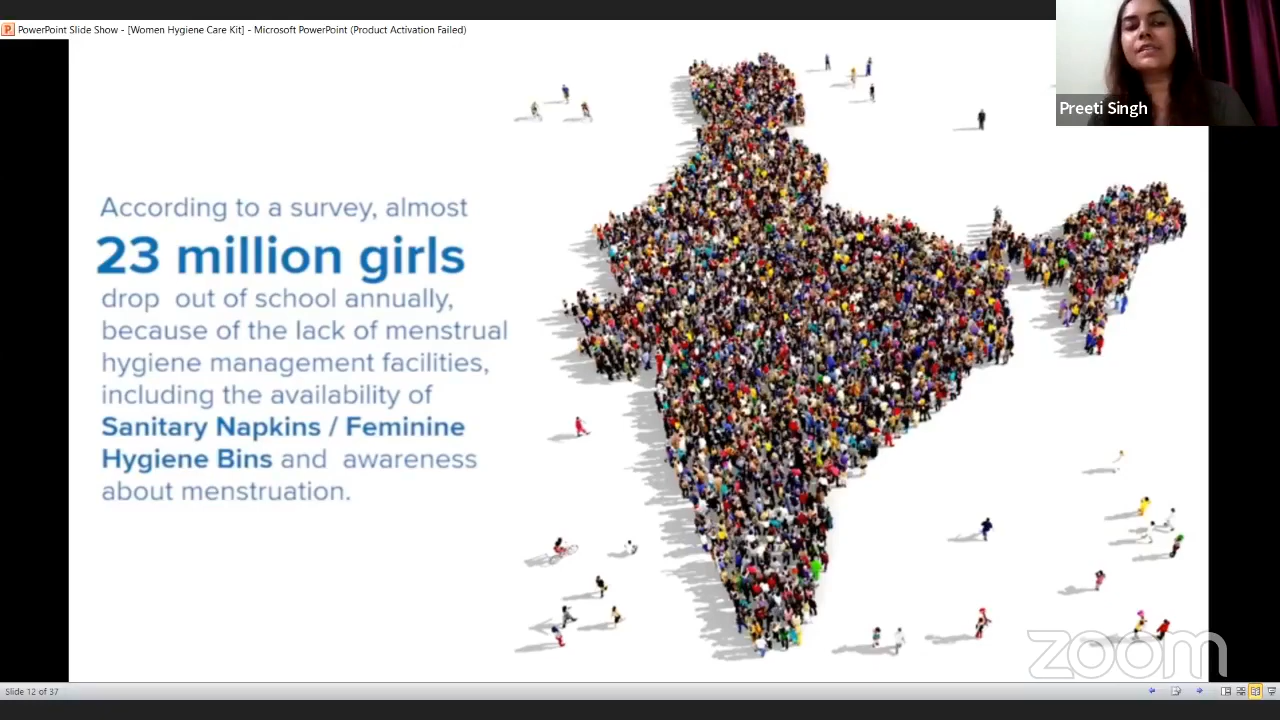 PowerPoint Slide Show - [Women Hygiene Care Kit] - Microsoft PowerPoint (Product Activation Failed)
Preeti Singh
According to a survey, almost
23 million girls
drop out of school annually,
because of the lack of menstrual
hygiene management facilities,
including the availability of
Sanitary Napkins / Feminine
Hygiene Bins and awareness
about menstruation.
zoom
Slide 12 of 37